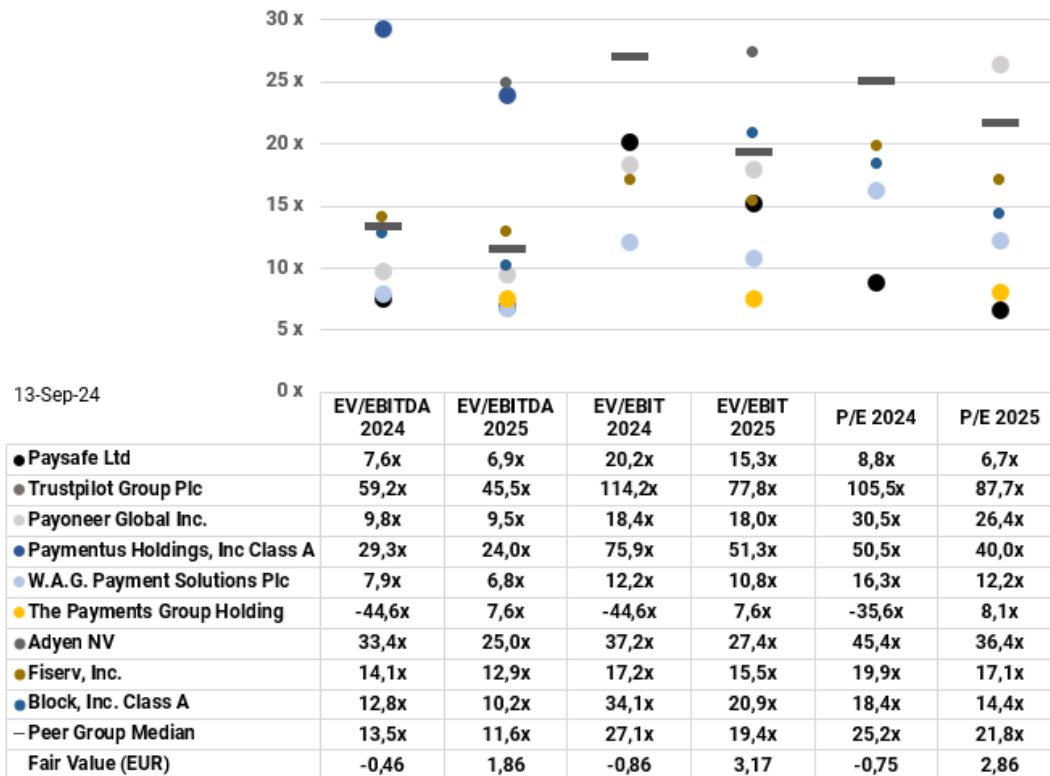 30 x
25 x
20 x
15 x
10 x
5 x
0 x
13-Sep-24
EV/EBITDA 2024 EV/EBITDA 2025 EV/EBIT 2024 EV/EBIT 2025 P/E 2024 P/E 2025
Paysafe Ltd 7,6x 6,9x 20,2x 15,3x 8,8x 6,7x
Trustpilot Group Plc 59,2x 45,5x 114,2x 77,8x 105,5x 87,7x
Payoneer Global Inc. 9,8x 9,5x 18,4x 18,0x 30,5x 26,4x
Paymentus Holdings, Inc Class A 29,3x 24,0x 75,9x 51,3x 50,5x 40,0x
W.A.G. Payment Solutions Plc 7,9x 6,8x 12,2x 10,8x 16,3x 12,2x
The Payments Group Holding -44,6x 7,6x -44,6x 7,6x -35,6x 8,1x
Adyen NV 33,4x 25,0x 37,2x 27,4x 45,4x 36,4x
Fiserv, Inc. 14,1x 12,9x 17,2x 15,5x 19,9x 17,1x
Block, Inc. Class A 12,8x 10,2x 34,1x 20,9x 18,4x 14,4x
Peer Group Median 13,5x 11,6x 27,1x 19,4x 25,2x 21,8x
Fair Value (EUR) -0,46 1,86 -0,86 3,17 -0,75 2,86